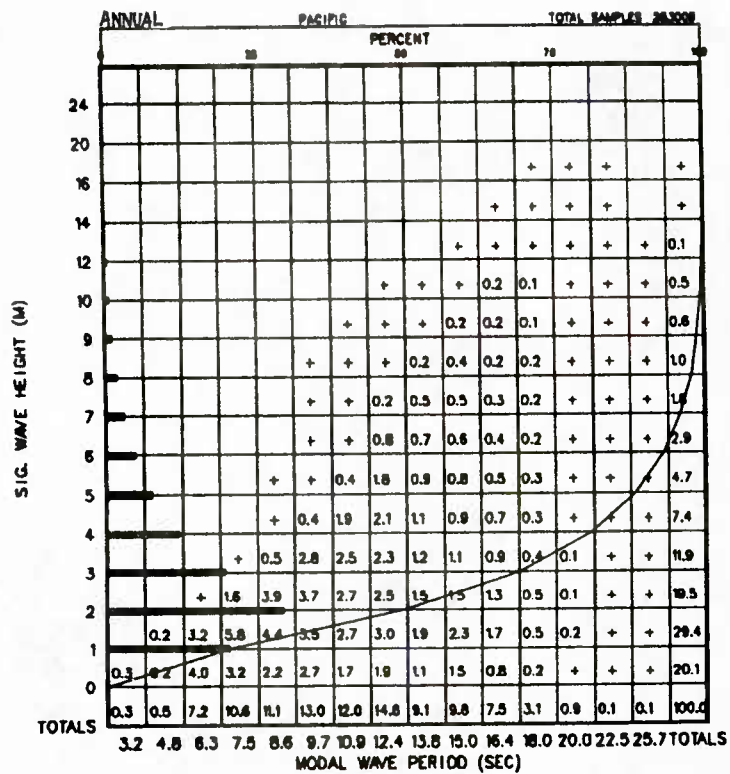 ANNUAL PACIFIC TOTAL SAMPLES
PERCENT
24
20
18
+ + + +
16
+ + + + +
14
+ + + + + + 0.1
12
+ + + 0.2 0.1 + + + 0.5
10
+ + + 0.2 0.2 0.1 + + + 0.6
9
+ + + 0.2 0.4 0.2 0.2 + + + 1.0
8
+ + 0.2 0.5 0.5 0.3 0.2 + + +
7
+ + 0.8 0.7 0.6 0.4 0.2 + + + 2.9
6
+ + 0.4 1.8 0.9 0.8 0.5 0.3 + + + 4.7
5
+ 0.4 1.9 2.1 1.1 0.9 0.7 0.3 + + + 7.4
4
+ 0.5 2.8 2.5 2.3 1.2 1.1 0.9 0.4 0.1 + + 11.9
3
+ 1.6 3.9 3.7 2.7 2.5 1.5 1.5 1.3 0.5 0.1 + + 19.5
2
0.2 3.2 5.8 4.4 3.5 2.7 3.0 1.9 2.3 1.7 0.5 0.2 + + 29.4
1
0.3 0.2 4.0 3.2 2.2 2.7 1.7 1.9 1.1 1.5 0.8 0.2 + + + 20.1
0
0.3 0.5 7.2 10.6 11.1 13.0 12.0 14.8 9.1 9.8 7.5 3.1 0.9 0.1 0.1 100.0
TOTALS
3.2 4.8 6.3 7.5 8.6 9.7 10.9 12.4 13.8 15.0 16.4 18.0 20.0 22.5 25.7 TOTALS
MODAL WAVE PERIOD (SEC)
SIG. WAVE HEIGHT (M)